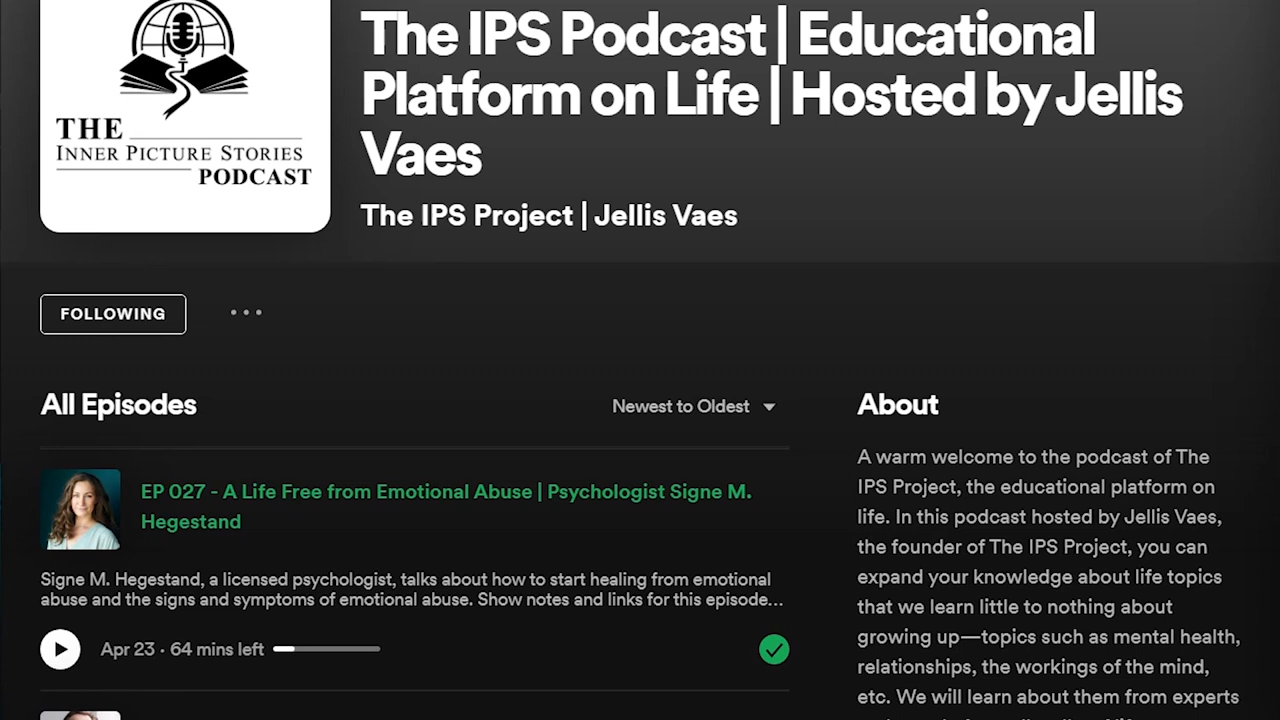 The IPS Podcast | Educational
Platform on Life | Hosted by Jellis
Vaes
The IPS Project | Jellis Vaes
THE
INNER PICTURE STORIES
PODCAST
FOLLOWING
All Episodes
Newest to Oldest
EP 027 - A Life Free from Emotional Abuse | Psychologist Signe M.
Hegestand
Signe M. Hegestand, a licensed psychologist, talks about how to start healing from emotional
abuse and the signs and symptoms of emotional abuse. Show notes and links for this episode…
Apr 23 · 64 mins left
About
A warm welcome to the podcast of The
IPS Project, the educational platform on
life. In this podcast hosted by Jellis Vaes,
the founder of The IPS Project, you can
expand your knowledge about life topics
that we learn little to nothing about
growing up—topics such as mental health,
relationships, the workings of the mind,
etc. We will learn about them from experts